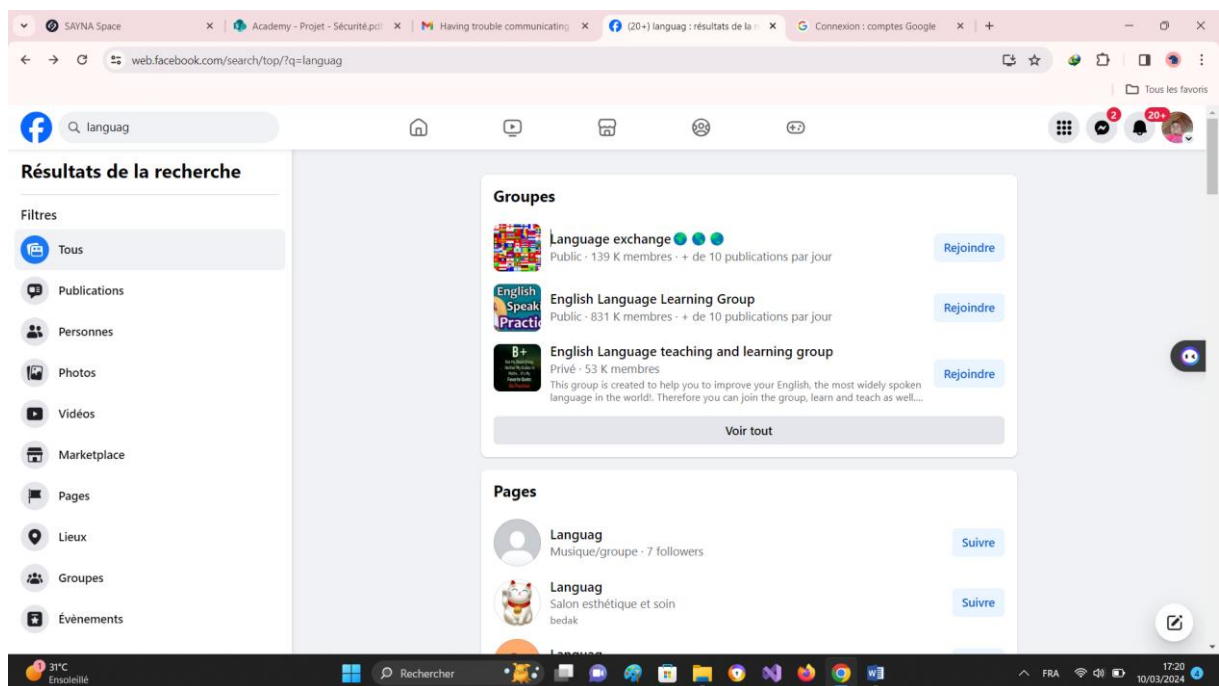 SAYNA Space
Academy - Projet - Sécurité.pdf
Having trouble communicating
(20+) languag : résultats de la
Connexion : comptes Google
web.facebook.com/search/top/?q=languag
Tous les favoris
languag
2
20+
Résultats de la recherche
Filtres
Tous
Publications
Personnes
Photos
Vidéos
Marketplace
Pages
Lieux
Groupes
Évènements
Groupes
Language exchange
Public · 139 K membres · + de 10 publications par jour
Rejoindre
English
Speak
Practi
English Language Learning Group
Public · 831 K membres · + de 10 publications par jour
Rejoindre
B+
English Language teaching and learning group
Privé · 53 K membres
This group is created to help you to improve your English, the most widely spoken
language in the world!. Therefore you can join the group, learn and teach as well....
Rejoindre
Voir tout
Pages
Languag
Musique/groupe · 7 followers
Suivre
Languag
Salon esthétique et soin
bedak
Suivre
Languag
1
31°C
Ensoleillé
Rechercher
FRA
17:20
10/03/2024
4